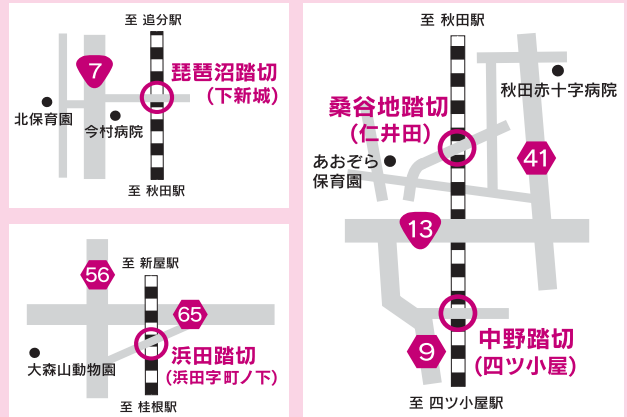 至 追分駅
7
琵琶沼踏切
(下新城)
北保育園
今村病院
至 秋田駅
56
至 新屋駅
65
浜田踏切
(浜田字町ノ下)
大森山動物園
至 桂根駅
至 秋田駅
秋田赤十字病院
桑谷地踏切
(仁井田)
41
あおぞら
保育園
13
中野踏切
(四ツ小屋)
9
至 四ツ小屋駅